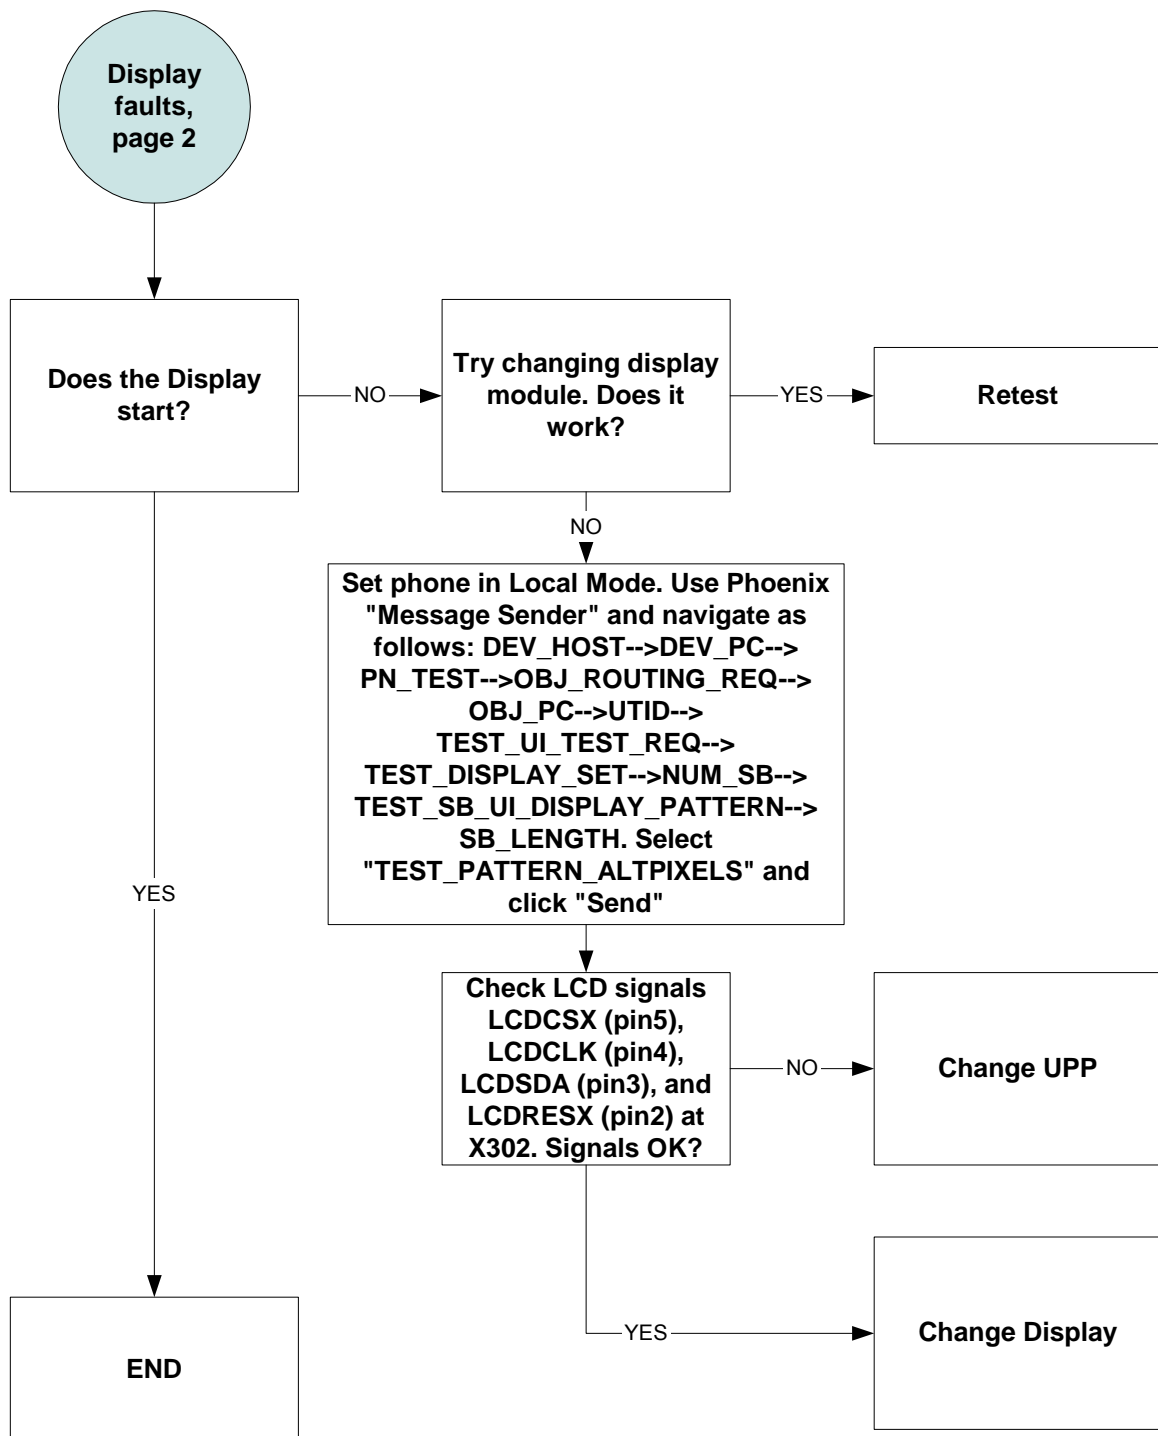 Display
faults,
page 2
Does the Display
start?
NO
Try changing display
module. Does it
work?
YES
Retest
NO
Set phone in Local Mode. Use Phoenix
"Message Sender" and navigate as
follows: DEV_HOST-->DEV_PC-->
PN_TEST-->OBJ_ROUTING_REQ-->
OBJ_PC-->UTID-->
TEST_UI_TEST_REQ-->
TEST_DISPLAY_SET-->NUM_SB-->
TEST_SB_UI_DISPLAY_PATTERN-->
SB_LENGTH. Select
"TEST_PATTERN_ALTPIXELS" and
click "Send"
YES
Check LCD signals
LCDCSX (pin5),
LCDCLK (pin4),
LCDSDA (pin3), and
LCDRESX (pin2) at
X302. Signals OK?
NO
Change UPP
YES
Change Display
END